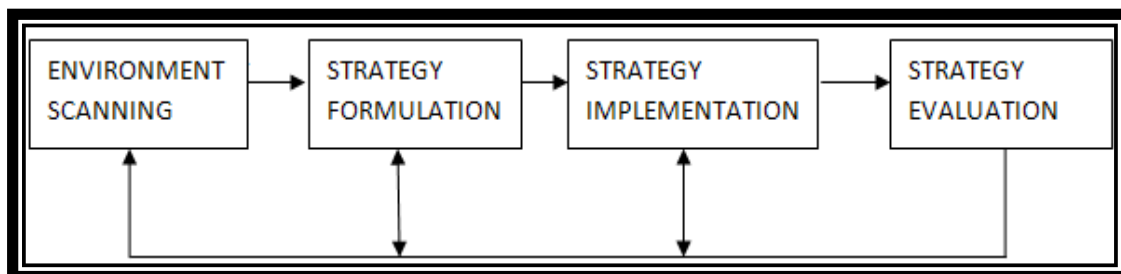 ENVIRONMENT
SCANNING
STRATEGY
FORMULATION
STRATEGY
IMPLEMENTATION
STRATEGY
EVALUATION